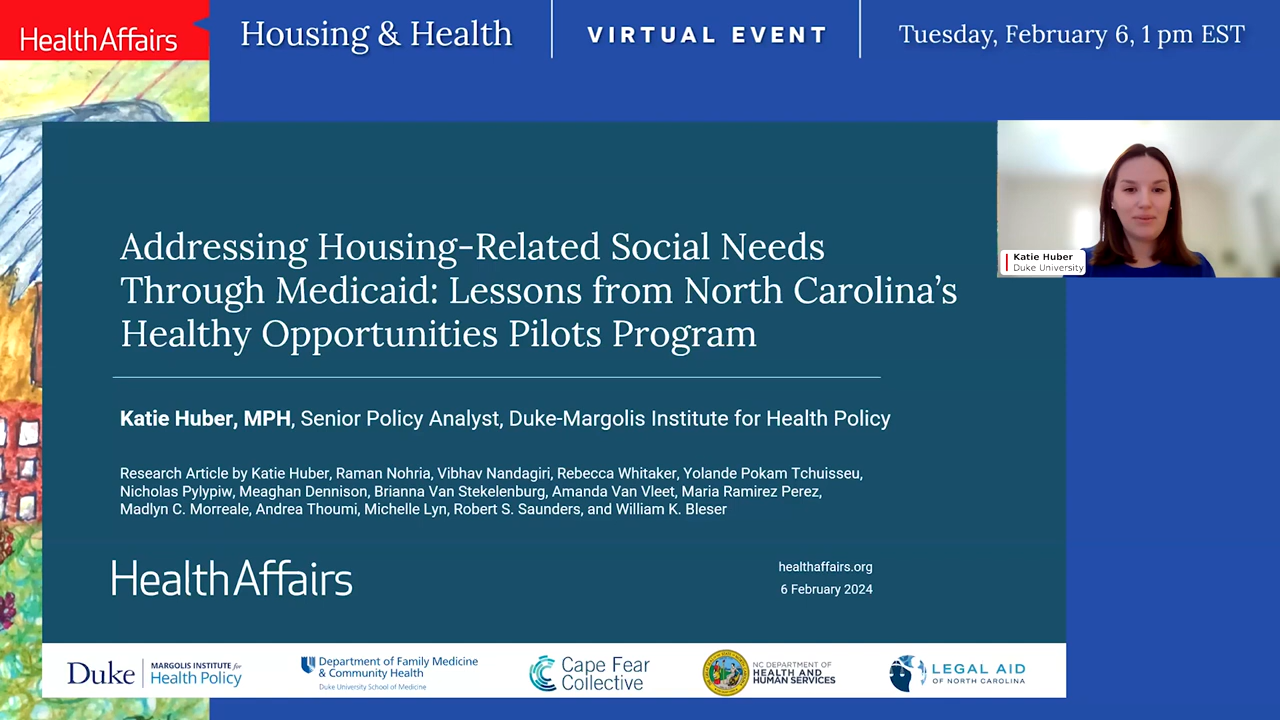 HealthAffairs
Housing & Health
VIRTUAL EVENT
Tuesday, February 6, 1 pm EST
Katie Huber
Duke University
Addressing Housing-Related Social Needs
Through Medicaid: Lessons from North Carolina’s
Healthy Opportunities Pilots Program
Katie Huber, MPH, Senior Policy Analyst, Duke-Margolis Institute for Health Policy
Research Article by Katie Huber, Raman Nohria, Vibhav Nandagiri, Rebecca Whitaker, Yolande Pokam Tchuisseu,
Nicholas Pylypiw, Meaghan Dennison, Brianna Van Stekelenburg, Amanda Van Vleet, Maria Ramirez Perez,
Madlyn C. Morreale, Andrea Thoumi, Michelle Lyn, Robert S. Saunders, and William K. Bleser
HealthAffairs
healthaffairs.org
6 February 2024
Duke
MARGOLIS INSTITUTE for
Health Policy
Department of Family Medicine
& Community Health
Duke University School of Medicine
Cape Fear
Collective
NC DEPARTMENT OF
HEALTH AND
HUMAN SERVICES
LEGAL AID
OF NORTH CAROLINA